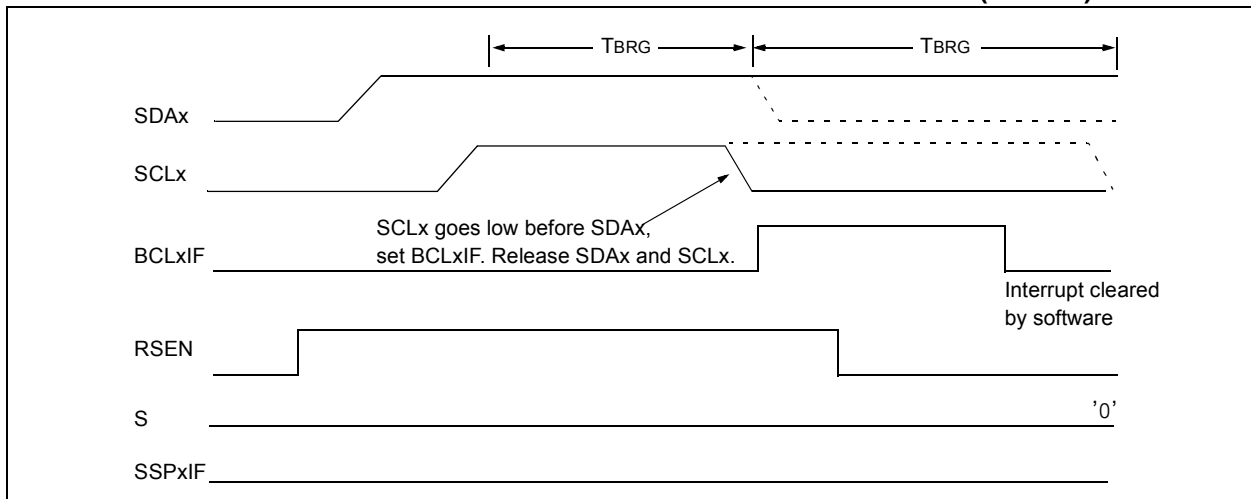 TBRG TBRG
SDAx
SCLx
SCLx goes low before SDAx,
set BCLxIF. Release SDAx and SCLx.
BCLxIF
Interrupt cleared
by software
RSEN
S '0'
SSPxIF